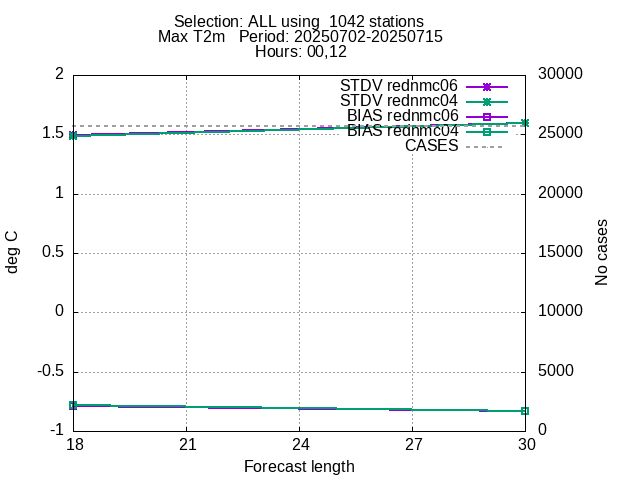 Selection: ALL using  1042 stations
Max T2m   Period: 20250702-20250715
Hours: 00,12
STDV rednmc06
STDV rednmc04
BIAS rednmc06
BIAS rednmc04
CASES
2
1.5
1
0.5
0
-0.5
-1
deg C
30000
25000
20000
15000
10000
5000
0
No cases
18
21
24
27
30
Forecast length